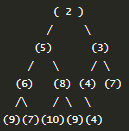 ( 2 )
/ \
(5) (3)
/ \ / \
(6) (8) (4) (7)
/\ / \ \
(9)(7)(10)(9)(4)